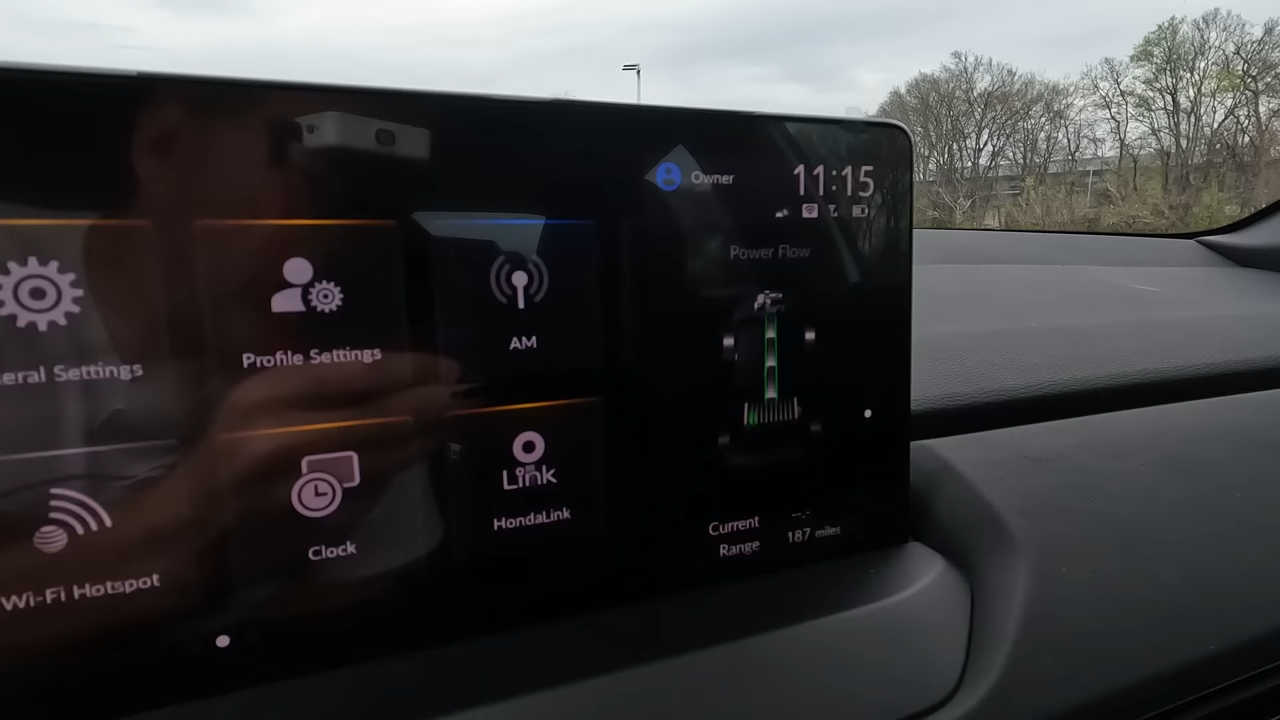 Owner
11:15
Power Flow
eral Settings
Profile Settings
AM
Wi-Fi Hotspot
Clock
Link
HondaLink
Current
Range
187 miles